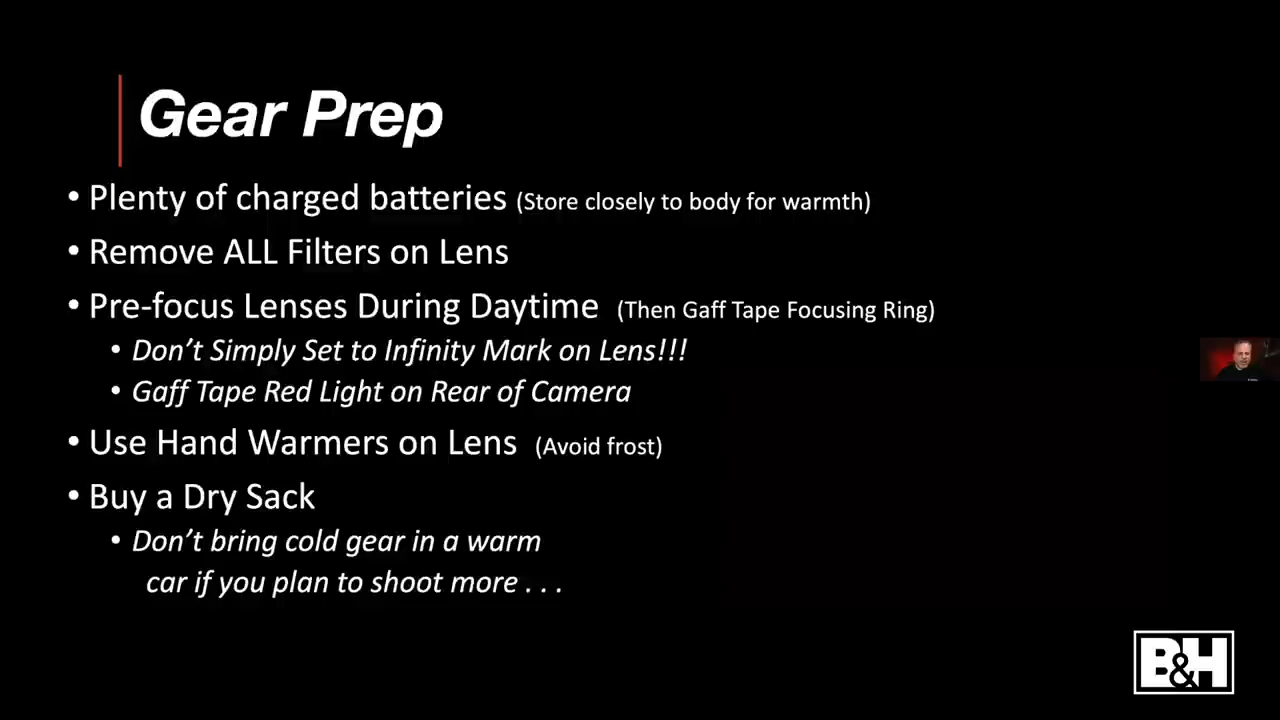 Gear Prep
• Plenty of charged batteries (Store closely to body for warmth)
• Remove ALL Filters on Lens
• Pre-focus Lenses During Daytime (Then Gaff Tape Focusing Ring)
• Don’t Simply Set to Infinity Mark on Lens!!!
• Gaff Tape Red Light on Rear of Camera
• Use Hand Warmers on Lens (Avoid frost)
• Buy a Dry Sack
• Don’t bring cold gear in a warm
car if you plan to shoot more . . .
B&H